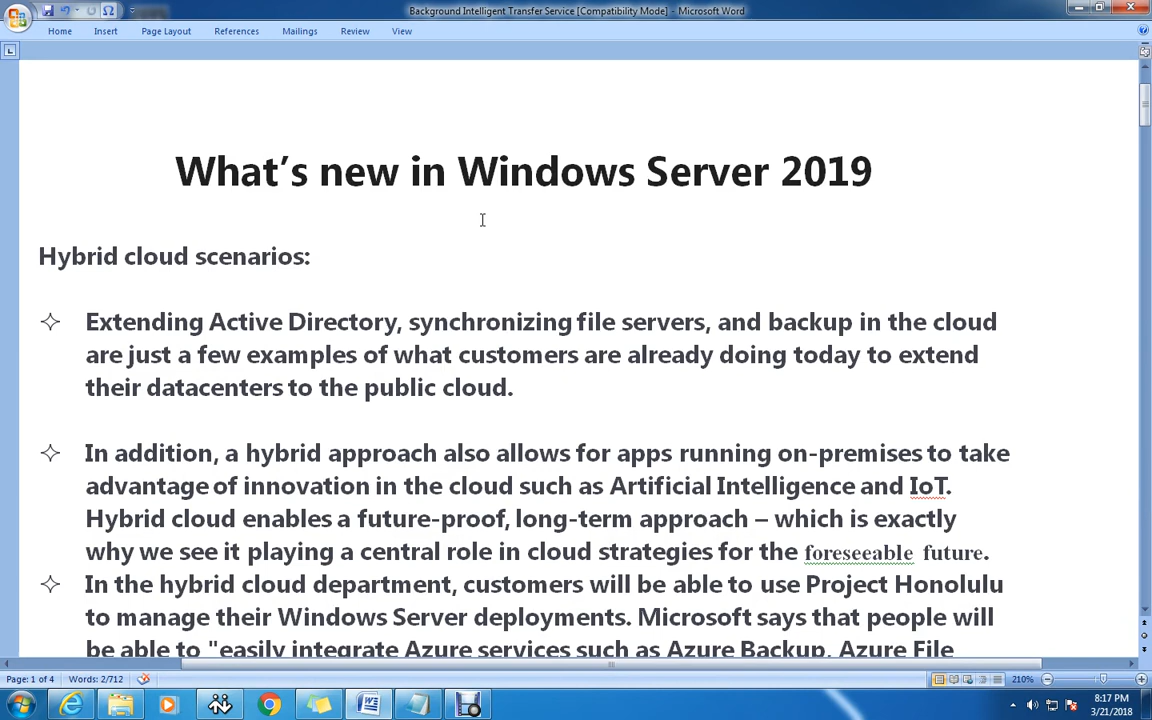 Background Intelligent Transfer Service [Compatibility Mode] - Microsoft Word
Home Insert Page Layout References Mailings Review View
What's new in Windows Server 2019
Hybrid cloud scenarios:
Extending Active Directory, synchronizing file servers, and backup in the cloud
are just a few examples of what customers are already doing today to extend
their datacenters to the public cloud.
In addition, a hybrid approach also allows for apps running on-premises to take
advantage of innovation in the cloud such as Artificial Intelligence and IoT.
Hybrid cloud enables a future-proof, long-term approach – which is exactly
why we see it playing a central role in cloud strategies for the foreseeable future.
In the hybrid cloud department, customers will be able to use Project Honolulu
to manage their Windows Server deployments. Microsoft says that people will
be able to "easily integrate Azure services such as Azure Backup, Azure File
Page: 1 of 4 Words: 2/712 210%
8:17 PM
3/21/2018